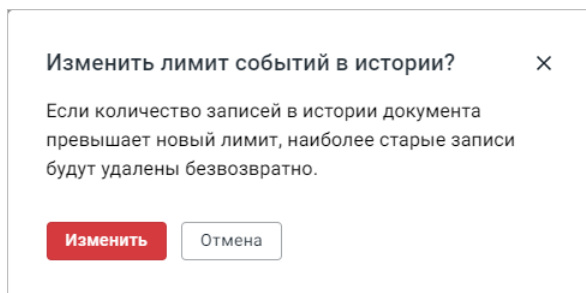 Изменить лимит событий в истории?
Если количество записей в истории документа
превышает новый лимит, наиболее старые записи
будут удалены безвозвратно.
Изменить
Отмена